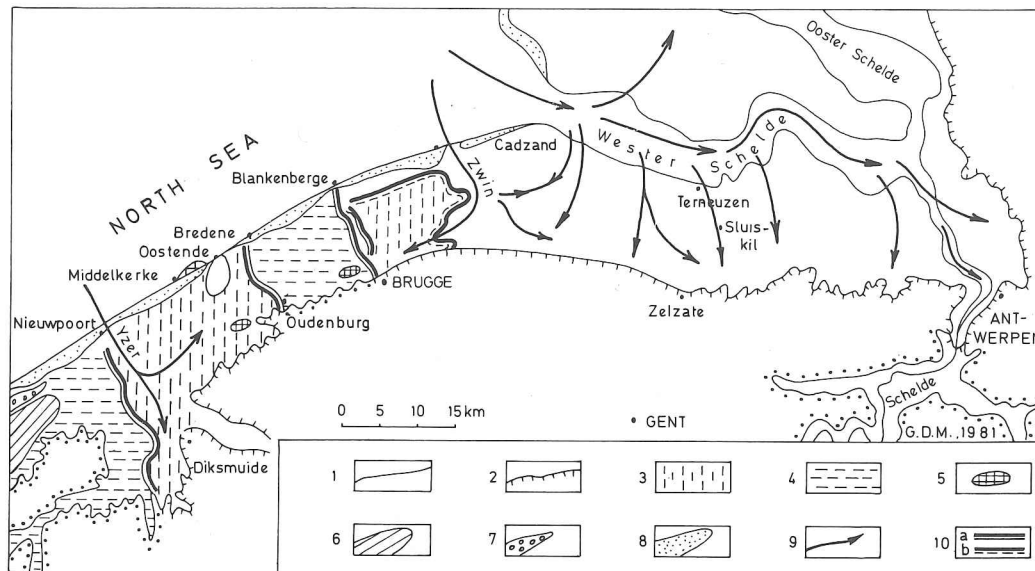 Ooster Schelde
NORTH SEA
Wester Schelde
Cadzand
Zwin
Blankenberge
Terneuzen
Sluis-
kil
Bredene
Oostende
Middelkerke
BRUGGE
Nieuwpoort
Yzer
Oudenburg
Zelzate
ANT-
WERPEN
0 5 10 15 km
Schelde
GENT
G.D.M., 1981
Diksmuide
1 2 3 4 5
6 7 8 9 10 a
b